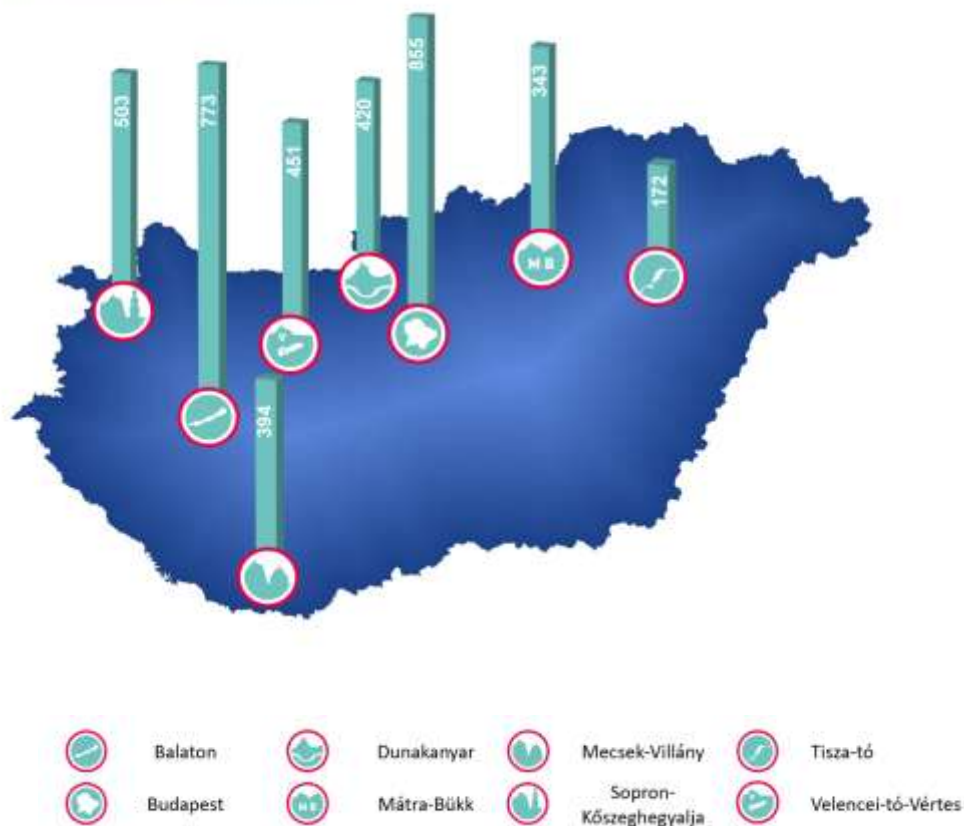 503
773
451
420
855
343
172
M B
394
Balaton
Dunakanyar
Mecsek-Villány
Tisza-tó
Budapest
M B
Mátra-Bükk
Sopron-
Kőszeghegyalja
Velencei-tó-Vértes